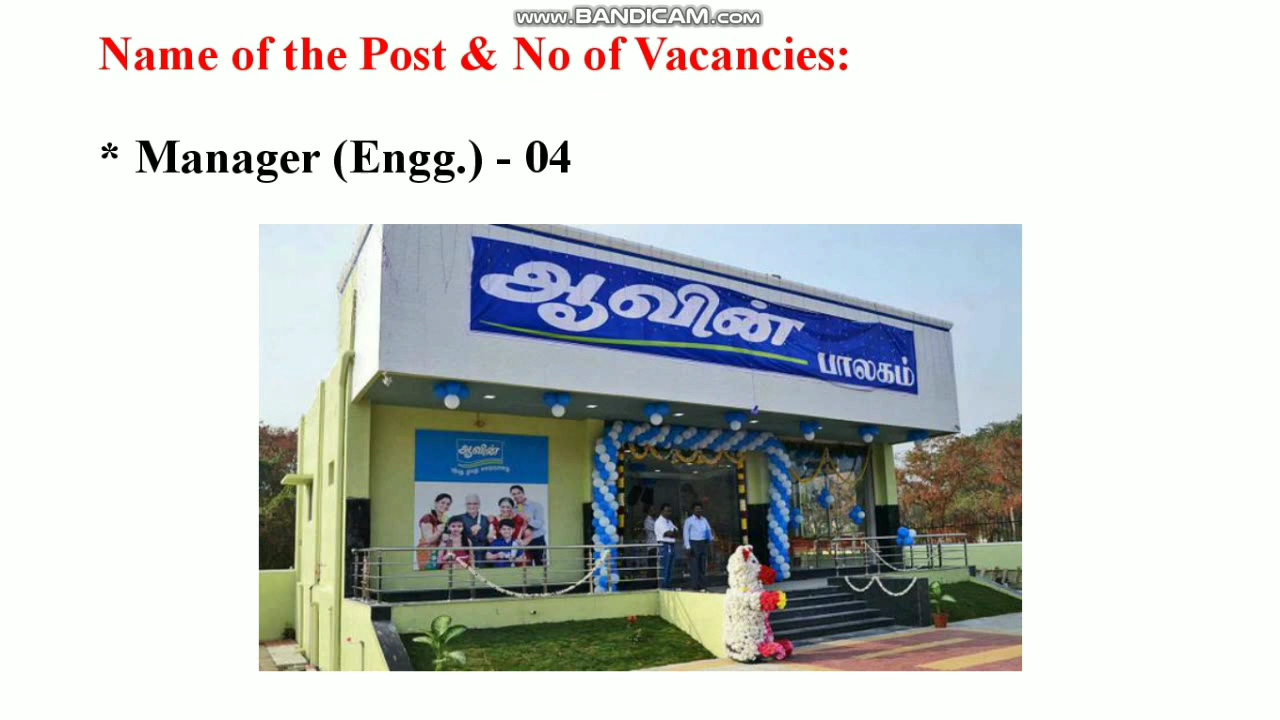 www.BANDICAM.com
Name of the Post & No of Vacancies:
* Manager (Engg.) - 04
ஆவின்
பாலகம்
ஆவின்